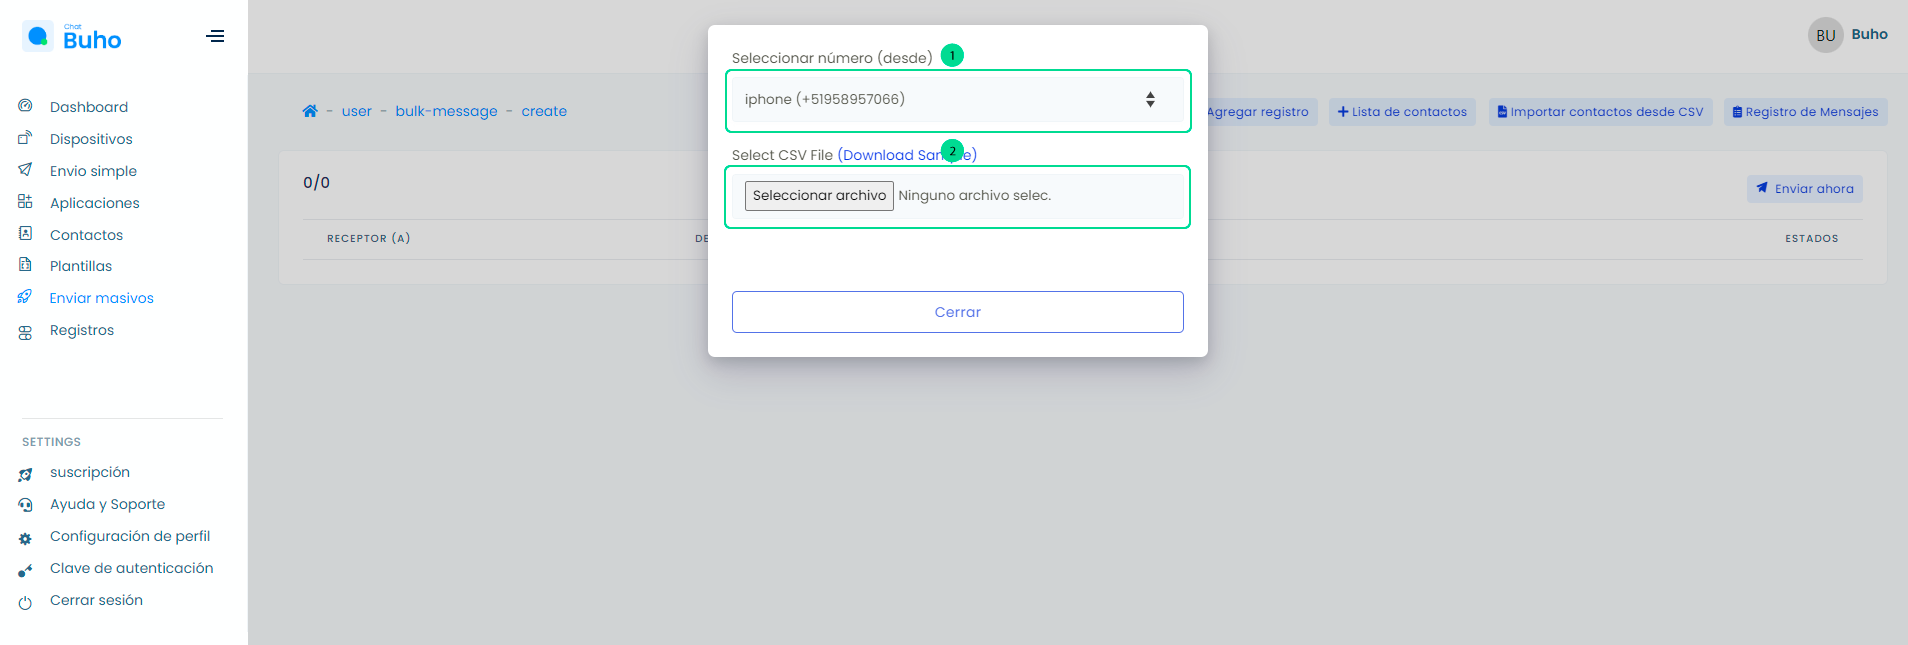 Chat
Buho
Dashboard
Dispositivos
Envio simple
Aplicaciones
Contactos
Plantillas
Enviar masivos
Registros
SETTINGS
suscripción
Ayuda y Soporte
Configuración de perfil
Clave de autenticación
Cerrar sesión
BU Buho
- user - bulk-message - create
Agregar registro
+ Lista de contactos
Importar contactos desde CSV
Registro de Mensajes
0/0
Enviar ahora
RECEPTOR (A)
DE
ESTADOS
Seleccionar número (desde) 1
iphone (+51958957066)
Select CSV File (Download 2
Seleccionar archivo Ninguno archivo selec.
Cerrar